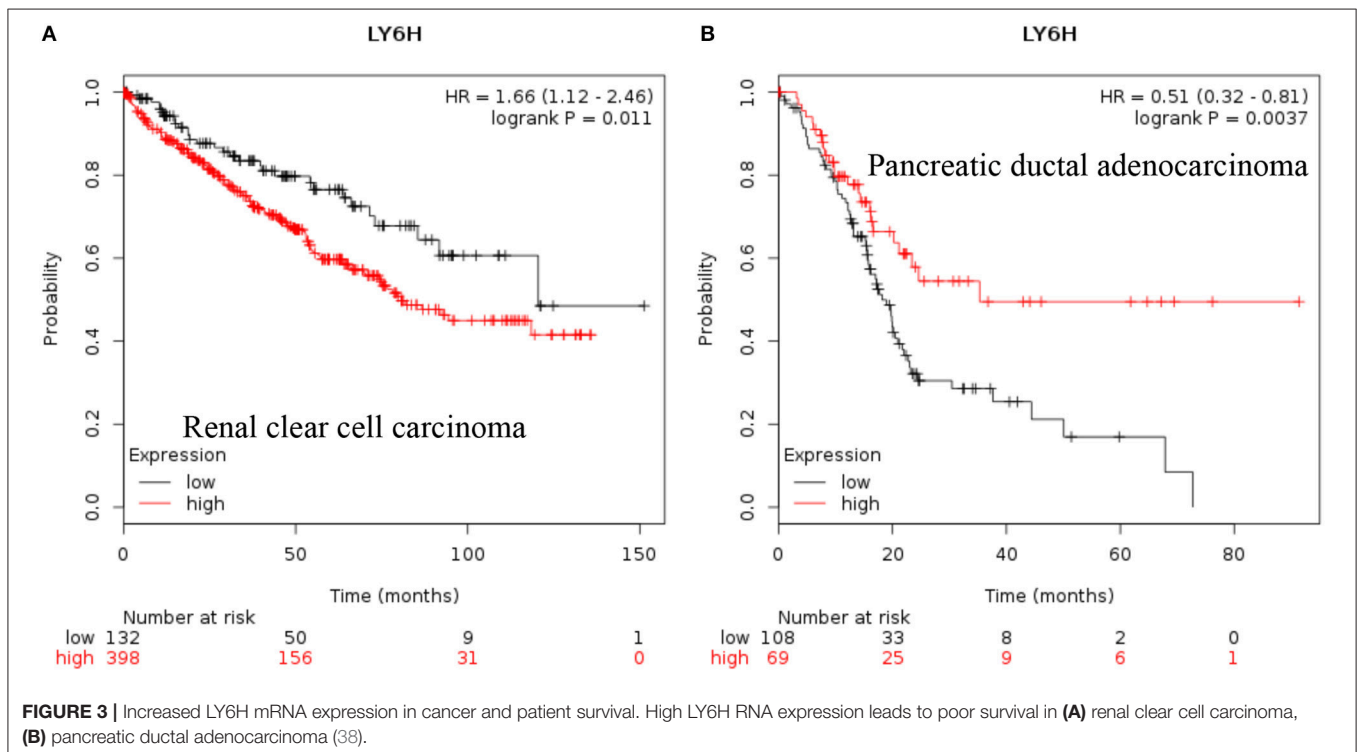 A
LY6H
HR = 1.66 (1.12 - 2.46)
logrank P = 0.011
Probability
1.0
0.8
0.6
0.4
0.2
0.0
Renal clear cell carcinoma
Expression
low
high
0 50 100 150
Time (months)
Number at risk
low 132 50 9 1
high 398 156 31 0
B
LY6H
HR = 0.51 (0.32 - 0.81)
logrank P = 0.0037
Pancreatic ductal adenocarcinoma
Probability
1.0
0.8
0.6
0.4
0.2
0.0
Expression
low
high
0 20 40 60 80
Time (months)
Number at risk
low 108 33 8 2 0
high 69 25 9 6 1
FIGURE 3 | Increased LY6H mRNA expression in cancer and patient survival. High LY6H RNA expression leads to poor survival in (A) renal clear cell carcinoma,
(B) pancreatic ductal adenocarcinoma (38).